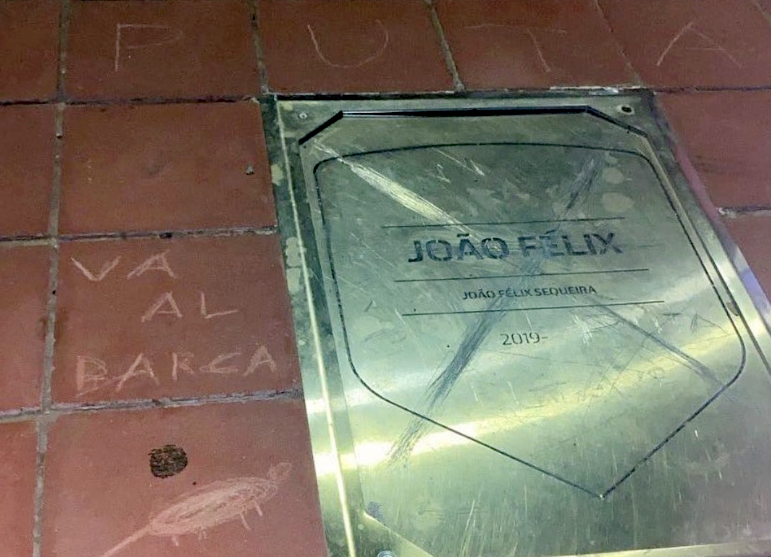 PUTA
JOÃO FÉLIX
JOÃO FÉLIX SEQUEIRA
2019-
VA
AL
BARCA